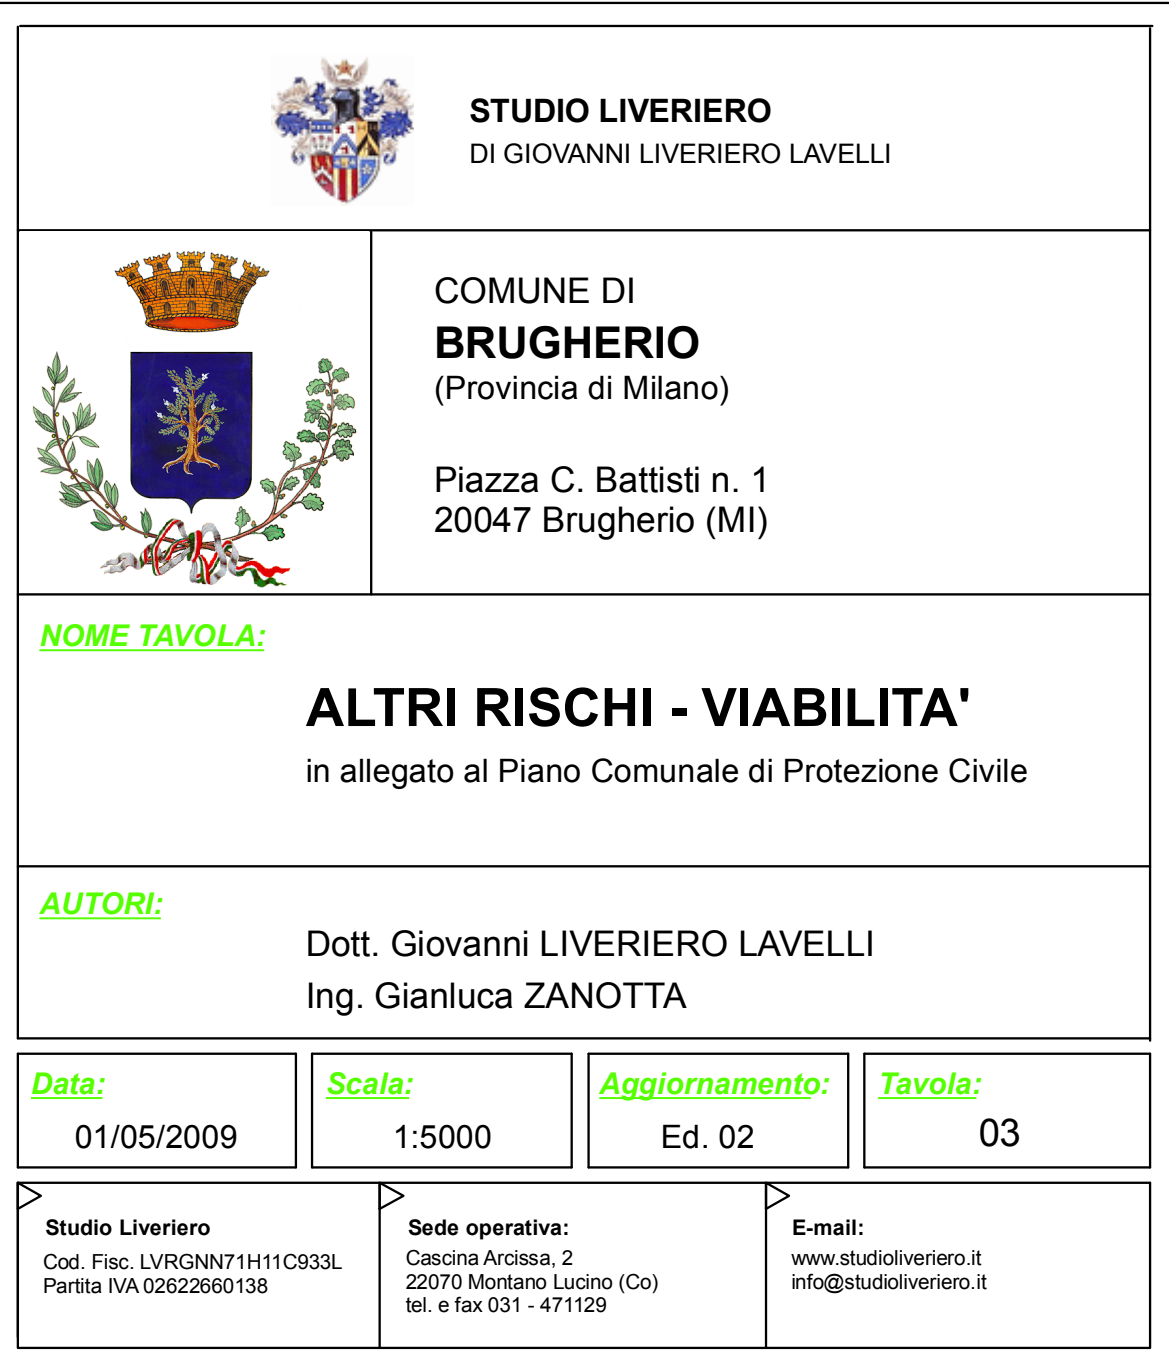 STUDIO LIVERIERO
DI GIOVANNI LIVERIERO LAVELLI
COMUNE DI
BRUGHERIO
(Provincia di Milano)
Piazza C. Battisti n. 1
20047 Brugherio (MI)
NOME TAVOLA:
ALTRI RISCHI - VIABILITA'
in allegato al Piano Comunale di Protezione Civile
AUTORI:
Dott. Giovanni LIVERIERO LAVELLI
Ing. Gianluca ZANOTTA
Data:
01/05/2009
Scala:
1:5000
Aggiornamento:
Ed. 02
Tavola:
03
Studio Liveriero
Cod. Fisc. LVRGNN71H11C933L
Partita IVA 02622660138
Sede operativa:
Cascina Arcissa, 2
22070 Montano Lucino (Co)
tel. e fax 031 - 471129
E-mail:
www.studioliveriero.it
info@studioliveriero.it